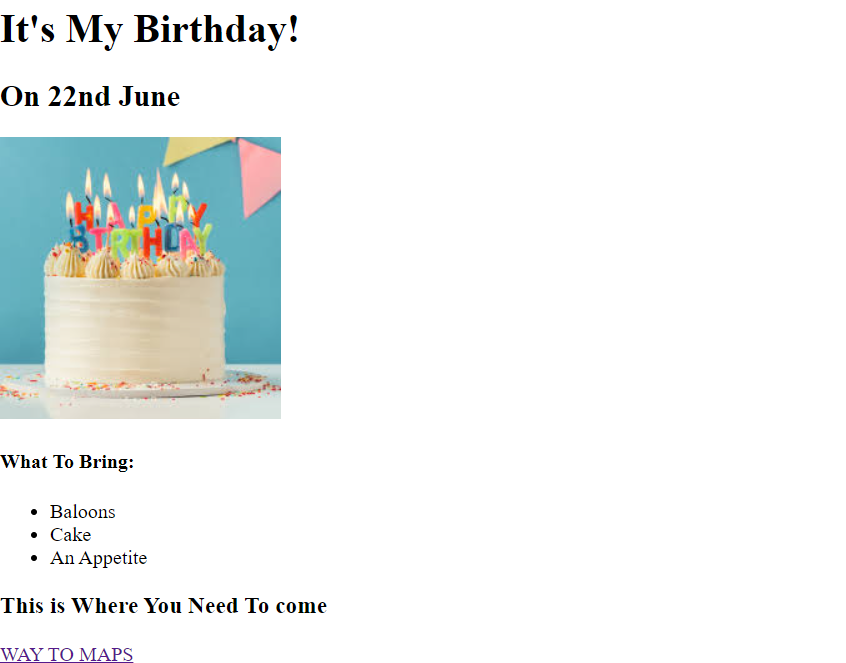 It's My Birthday!
On 22nd June
HAPPY
BIRTHDAY
What To Bring:
Baloons
Cake
An Appetite
This is Where You Need To come
WAY TO MAPS